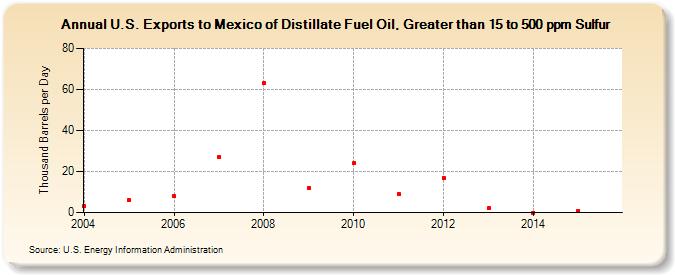 Annual U.S. Exports to Mexico of Distillate Fuel Oil, Greater than 15 to 500 ppm Sulfur
Thousand Barrels per Day
80
60
40
20
0
2004 2006 2008 2010 2012 2014
Source: U.S. Energy Information Administration